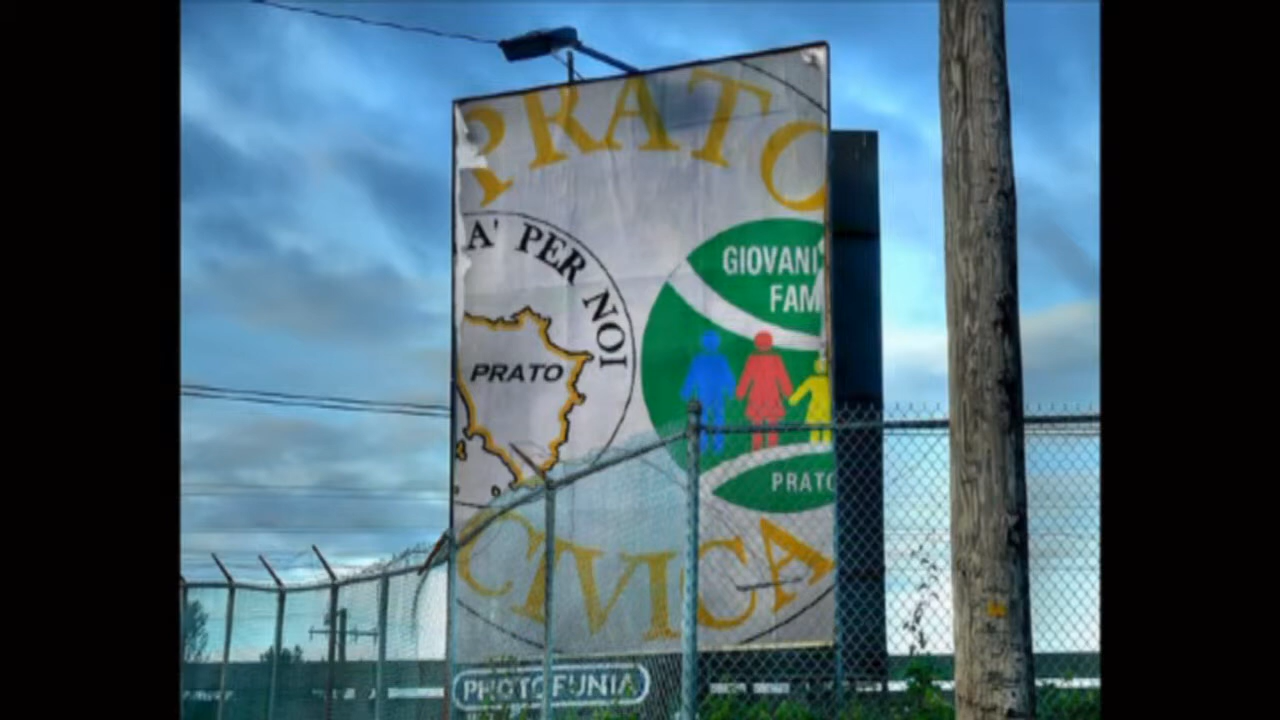 PRATO
A' PER NOI
PRATO
GIOVANI
FAM
PRATO
CIVICA
PHOTOFUNIA